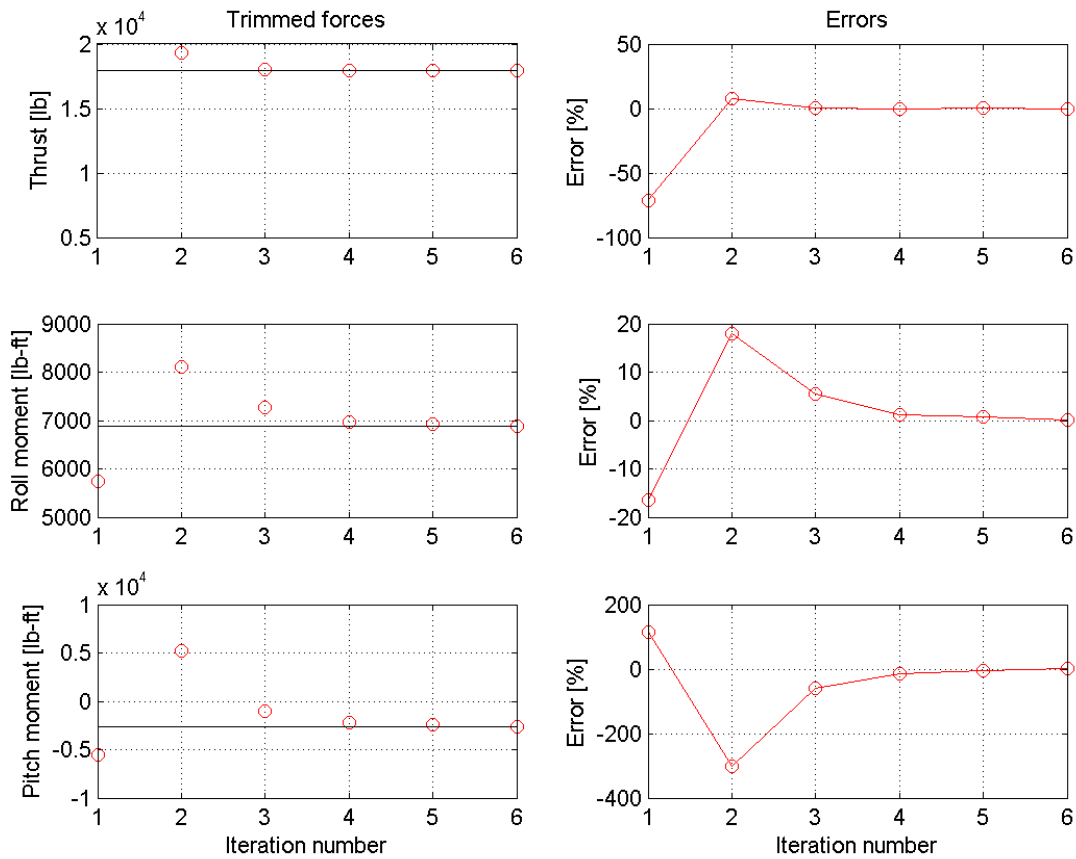 Trimmed forces
x 10^4
Thrust [lb]
2
1.5
1
0.5
1 2 3 4 5 6
Errors
Error [%]
50
0
-50
-100
1 2 3 4 5 6
Roll moment [lb-ft]
9000
8000
7000
6000
5000
1 2 3 4 5 6
Error [%]
20
10
0
-10
-20
1 2 3 4 5 6
x 10^4
Pitch moment [lb-ft]
1
0.5
0
-0.5
-1
1 2 3 4 5 6
Iteration number
Error [%]
200
0
-200
-400
1 2 3 4 5 6
Iteration number